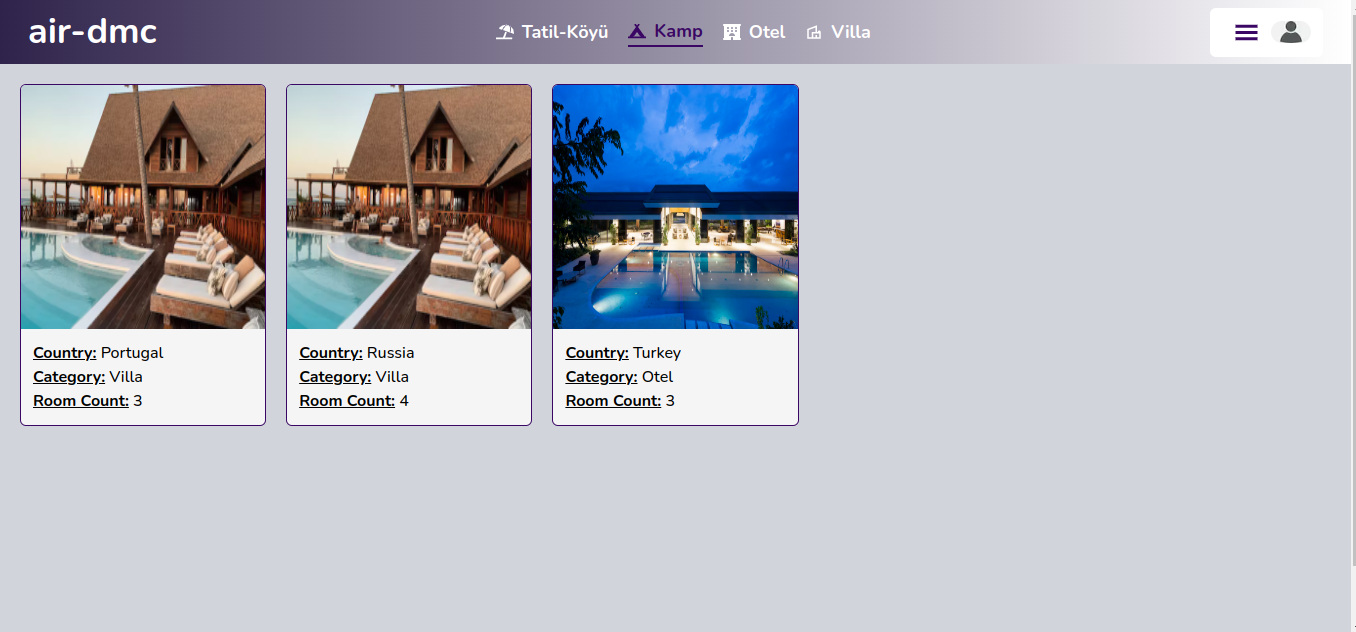 air-dmc
Tatil-Köyü
Kamp
Otel
Villa
Country: Portugal
Category: Villa
Room Count: 3
Country: Russia
Category: Villa
Room Count: 4
Country: Turkey
Category: Otel
Room Count: 3